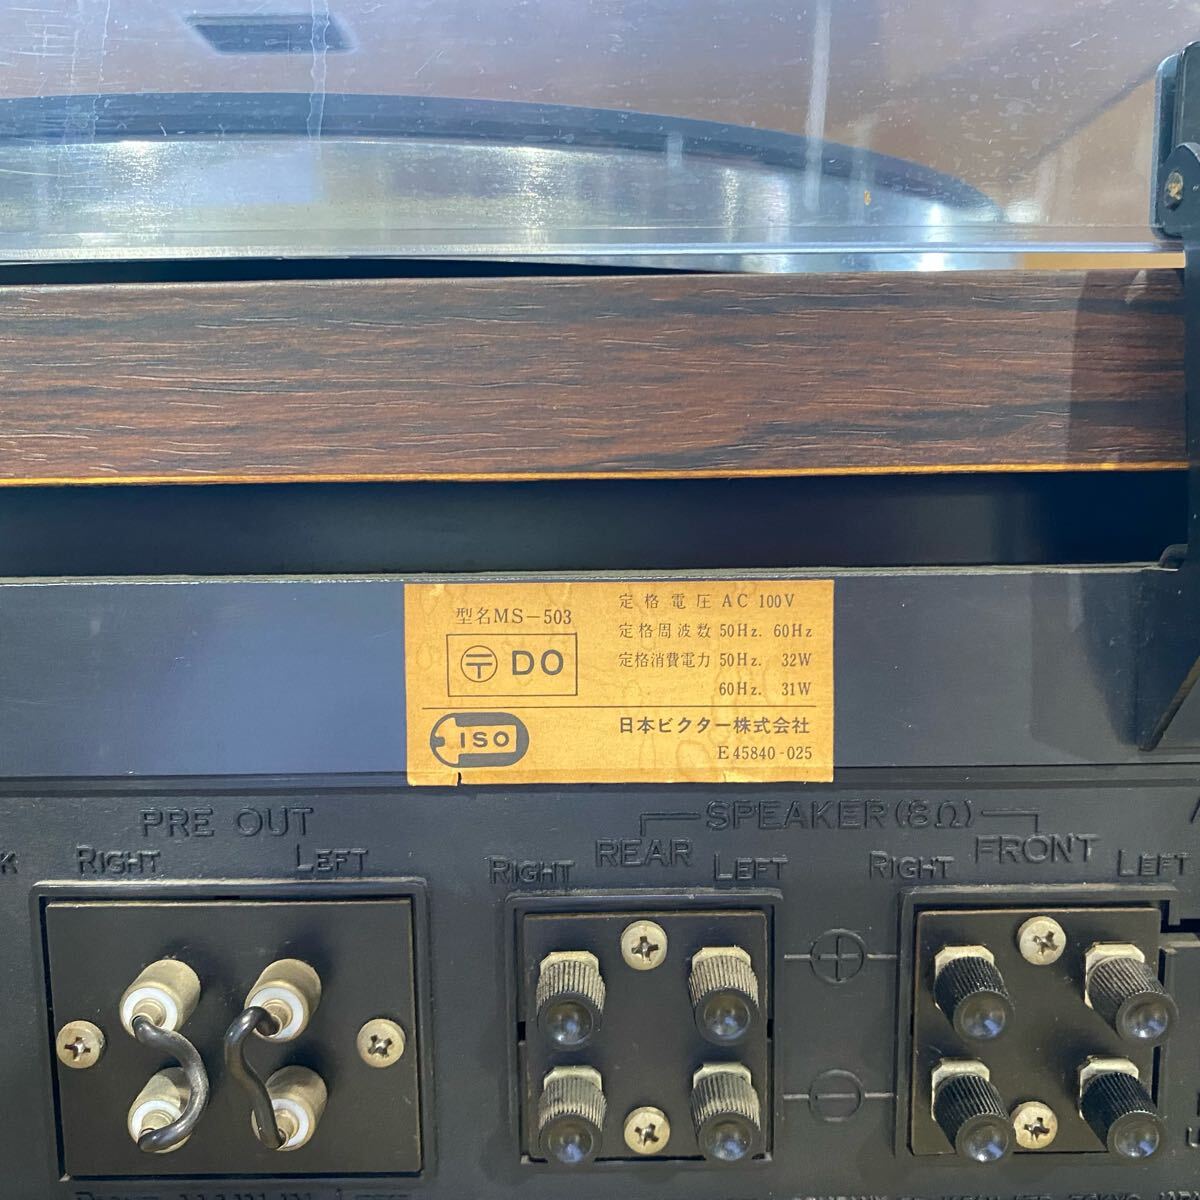 型名MS-503
〒 DO
定格電圧 AC 100V
定格周波数 50Hz. 60Hz
定格消費電力 50Hz. 32W
60Hz. 31W
ISO
日本ビクター株式会社
E45840-025
PRE OUT
RIGHT LEFT
SPEAKER (8Ω)
REAR
RIGHT LEFT
FRONT
RIGHT LEFT
+
−